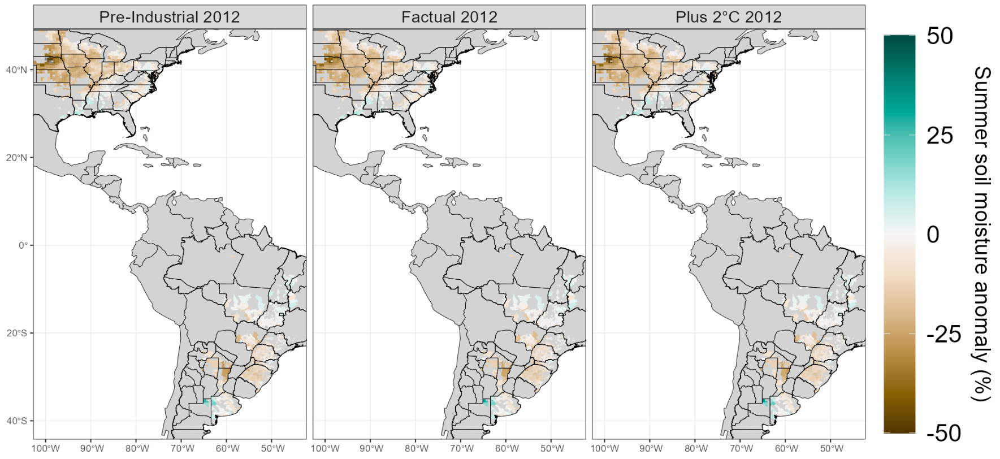 Pre-Industrial 2012
Factual 2012
Plus 2°C 2012
40°N
20°N
0°
20°S
40°S
100°W 90°W 80°W 70°W 60°W 50°W
100°W 90°W 80°W 70°W 60°W 50°W
100°W 90°W 80°W 70°W 60°W 50°W
50
25
0
-25
-50
Summer soil moisture anomaly (%)